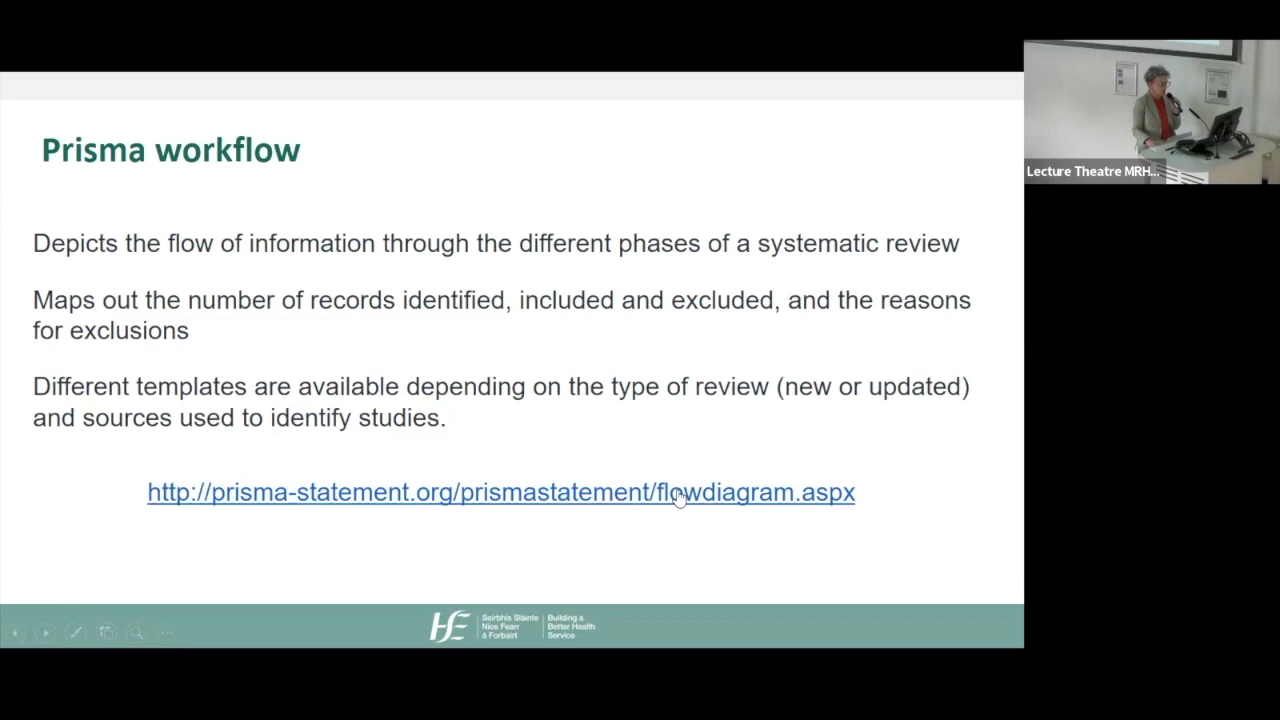 Prisma workflow
Depicts the flow of information through the different phases of a systematic review
Maps out the number of records identified, included and excluded, and the reasons
for exclusions
Different templates are available depending on the type of review (new or updated)
and sources used to identify studies.
http://prisma-statement.org/prismastatement/flowdiagram.aspx
HSE
Seirbhís Sláinte
Níos Fearr
á Forbairt
Building a
Better Health
Service
Lecture Theatre MRH...